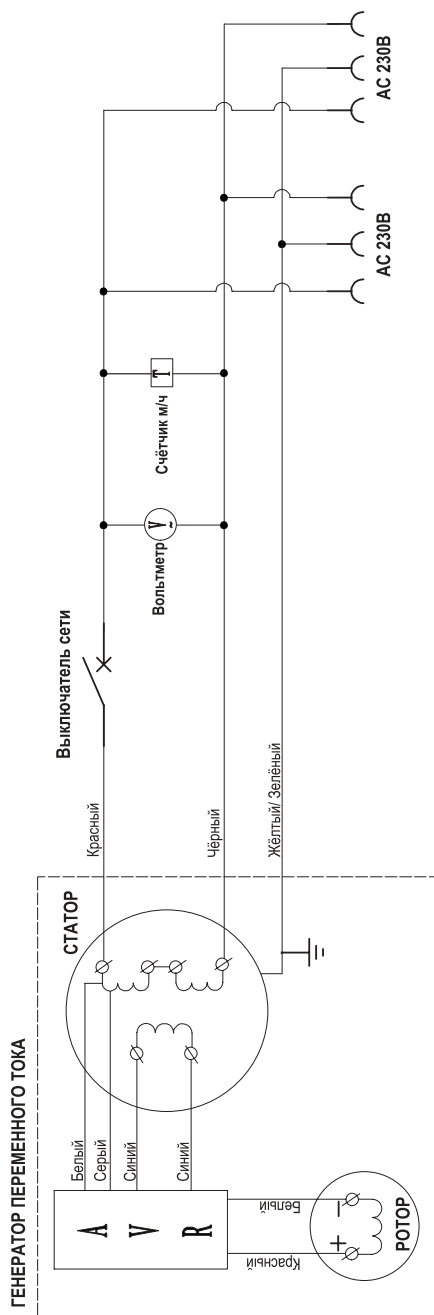 ГЕНЕРАТОР ПЕРЕМЕННОГО ТОКА
СТАТОР
Белый
Серый
Синий
Синий
A V R
Красный
Белый
+ −
РОТОР
Красный
Чёрный
Жёлтый/ Зелёный
Выключатель сети
Вольтметр
V
~
Счётчик м/ч
T
AC 230В
AC 230В